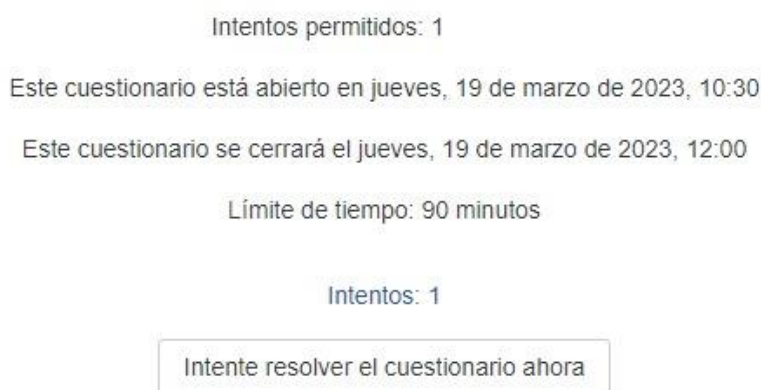 Intentos permitidos: 1
Este cuestionario está abierto en jueves, 19 de marzo de 2023, 10:30
Este cuestionario se cerrará el jueves, 19 de marzo de 2023, 12:00
Límite de tiempo: 90 minutos
Intentos: 1
Intente resolver el cuestionario ahora